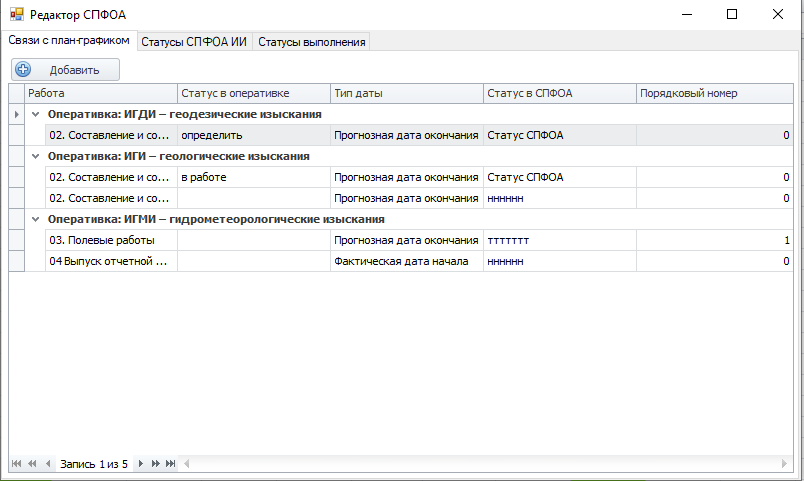 Редактор СПФОА
Связи с план-графиком Статусы СПФОА ИИ Статусы выполнения
Добавить
Работа Статус в оперативке Тип даты Статус в СПФОА Порядковый номер
Оперативка: ИГДИ – геодезические изыскания
02. Составление и со... определить Прогнозная дата окончания Статус СПФОА 0
Оперативка: ИГИ – геологические изыскания
02. Составление и со... в работе Прогнозная дата окончания Статус СПФОА 0
02. Составление и со... Прогнозная дата окончания нннннн 0
Оперативка: ИГМИ – гидрометеорологические изыскания
03. Полевые работы Прогнозная дата окончания ттттттт 1
04 Выпуск отчетной ... Фактическая дата начала нннннн 0
Запись 1 из 5